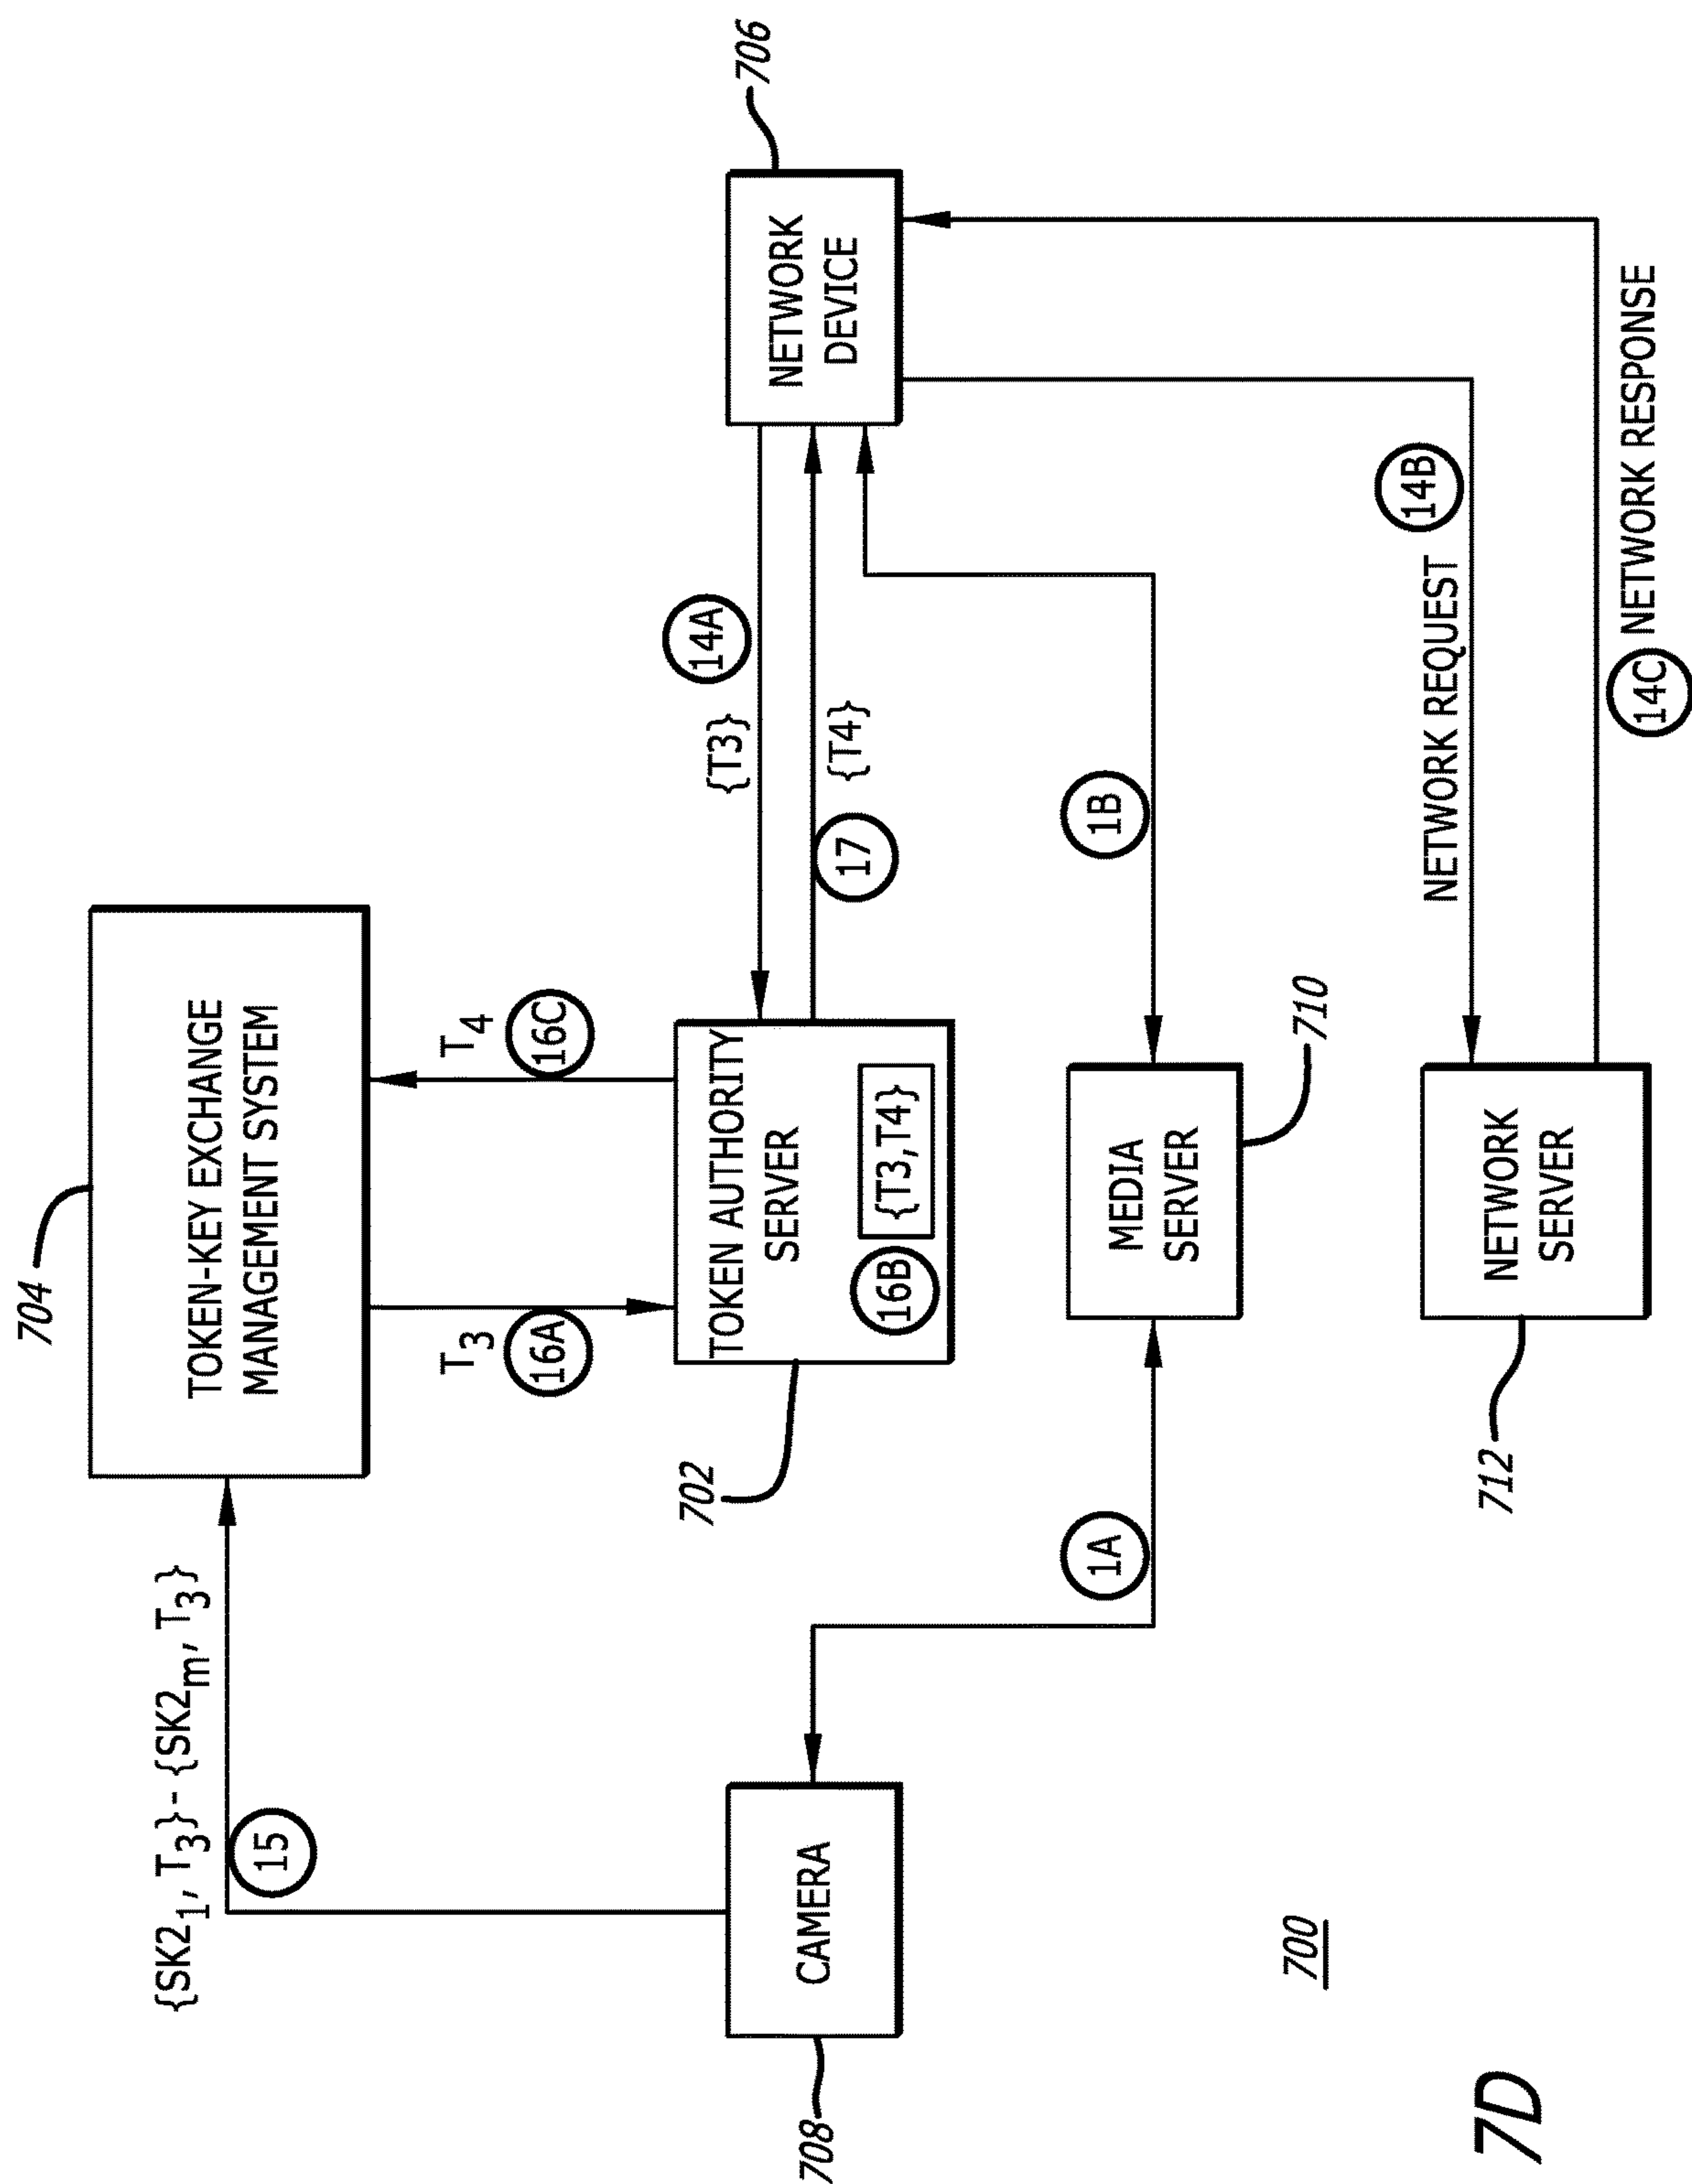 704
TOKEN-KEY EXCHANGE
MANAGEMENT SYSTEM
{SK2₁, T₃} - {SK2ₘ, T₃}
15
T₃
16A
T₄
16C
702
TOKEN AUTHORITY
SERVER
16B
{T3,T4}
14A
{T3}
17
{T4}
706
NETWORK
DEVICE
708
CAMERA
1A
1B
MEDIA
SERVER
710
NETWORK REQUEST
14B
NETWORK
SERVER
712
14C
NETWORK RESPONSE
700
7D